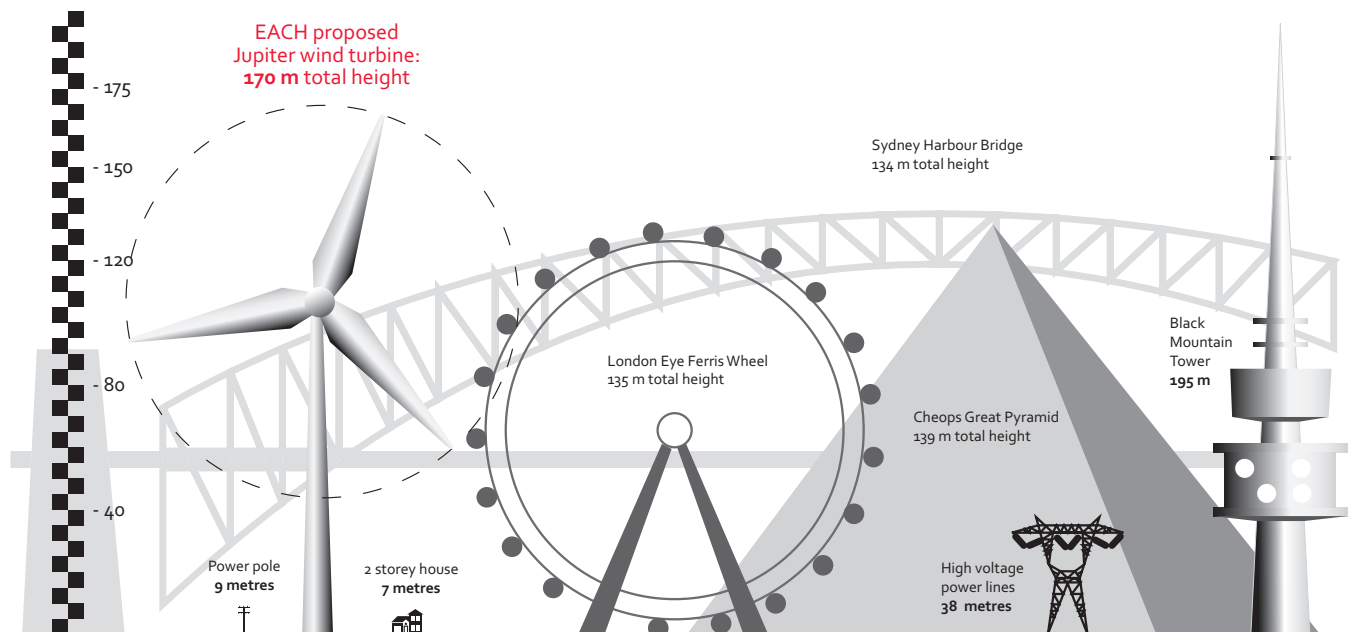 EACH proposed
Jupiter wind turbine:
170 m total height
- 175
- 150
- 120
- 80
- 40
Sydney Harbour Bridge
134 m total height
London Eye Ferris Wheel
135 m total height
Cheops Great Pyramid
139 m total height
Black
Mountain
Tower
195 m
Power pole
9 metres
2 storey house
7 metres
High voltage
power lines
38 metres